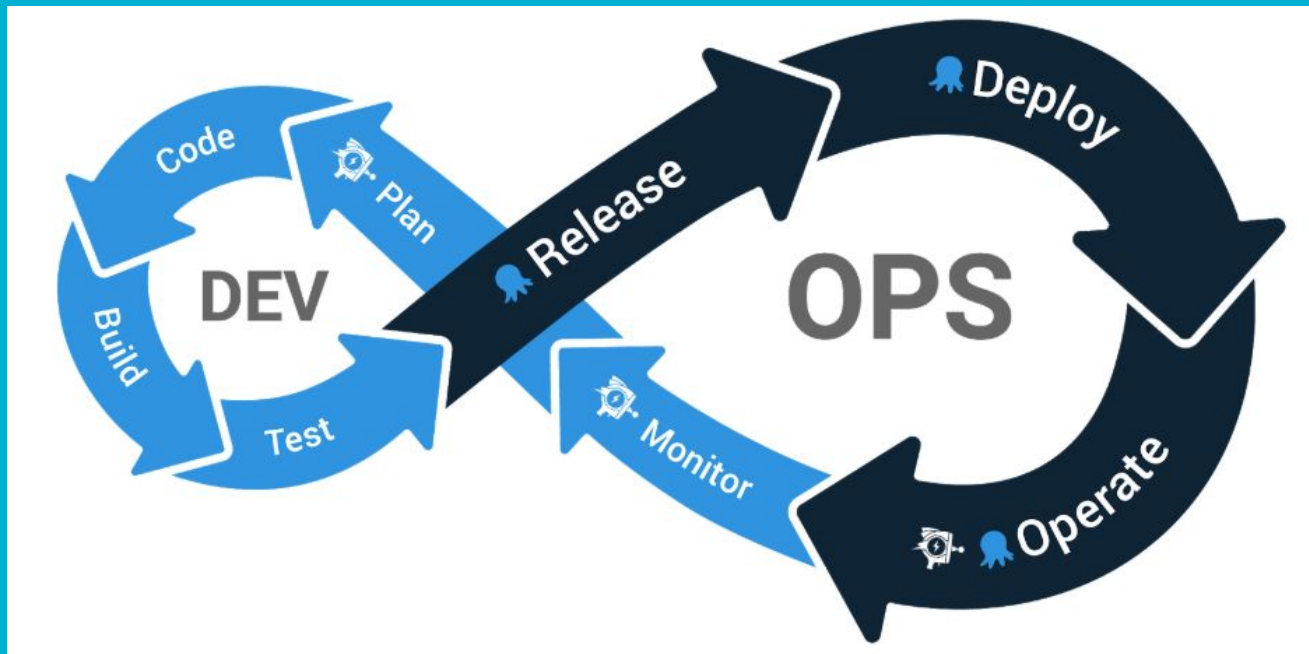 Code
Plan
Build
Test
DEV
Release
Deploy
OPS
Operate
Monitor